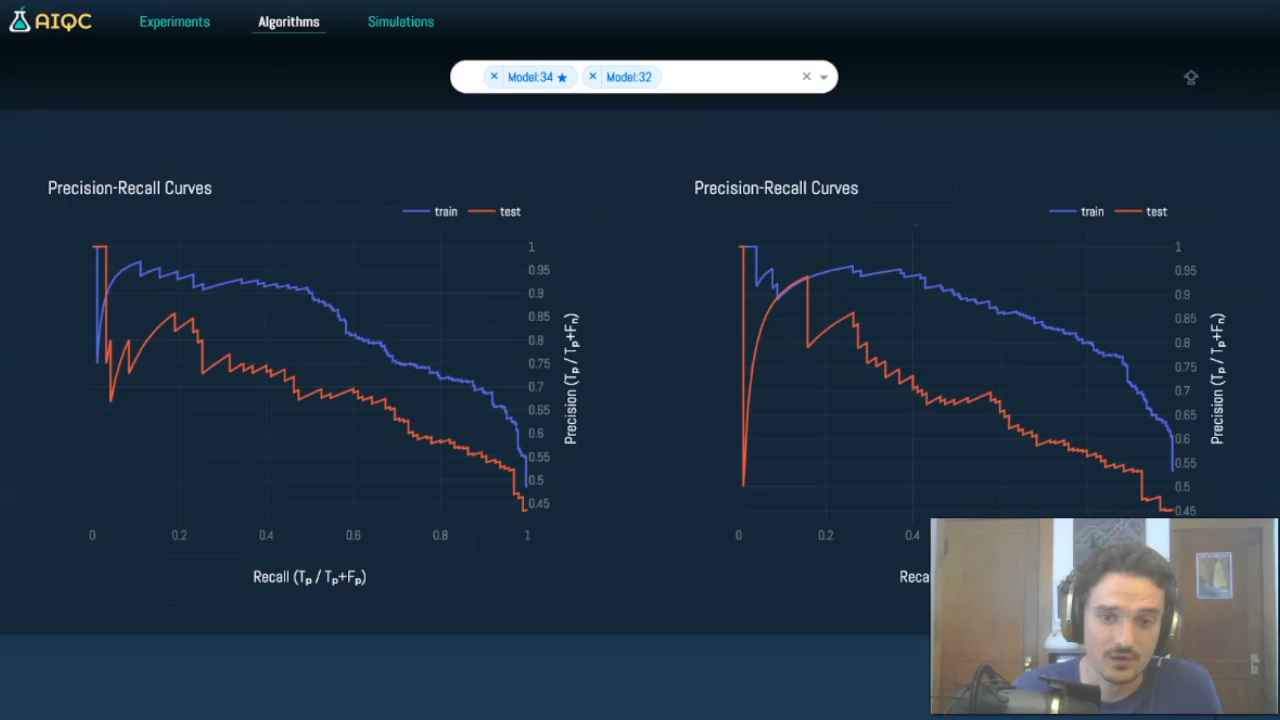 AIQC
Experiments
Algorithms
Simulations
× Model:34 ★
× Model:32
×
Precision-Recall Curves
train
test
1
0.95
0.9
0.85
0.8
0.75
0.7
0.65
0.6
0.55
0.5
0.45
Precision (Tp / Tp+Fn)
0
0.2
0.4
0.6
0.8
1
Recall (Tp / Tp+Fp)
Precision-Recall Curves
train
test
1
0.95
0.9
0.85
0.8
0.75
0.7
0.65
0.6
0.55
0.5
0.45
Precision (Tp / Tp+Fn)
0
0.2
0.4
Reca